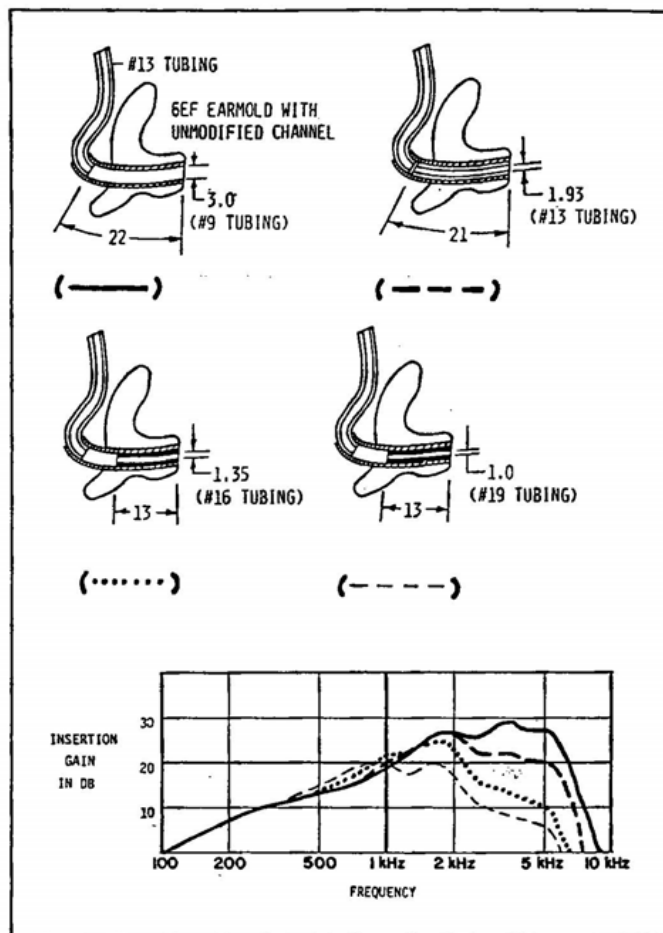 #13 TUBING
6EF EARMOLD WITH
UNMODIFIED CHANNEL
3.0
(#9 TUBING)
22
1.93
(#13 TUBING)
21
1.35
(#16 TUBING)
13
1.0
(#19 TUBING)
13
INSERTION
GAIN
IN DB
30
20
10
100
200
500
1 kHz
2 kHz
5 kHz
10 kHz
FREQUENCY